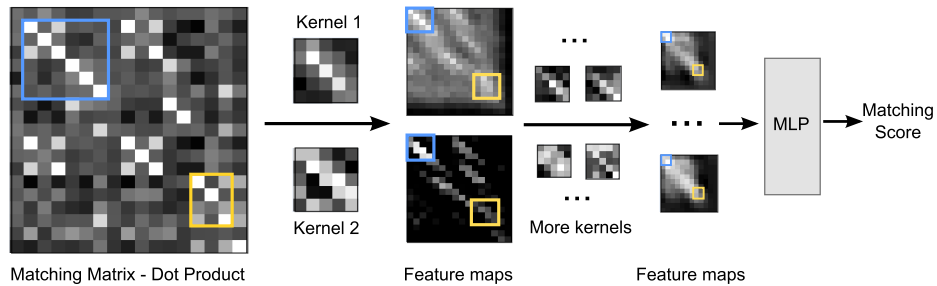 Kernel 1
Kernel 2
...
...
More kernels
...
MLP
Matching
Score
Matching Matrix - Dot Product
Feature maps
Feature maps